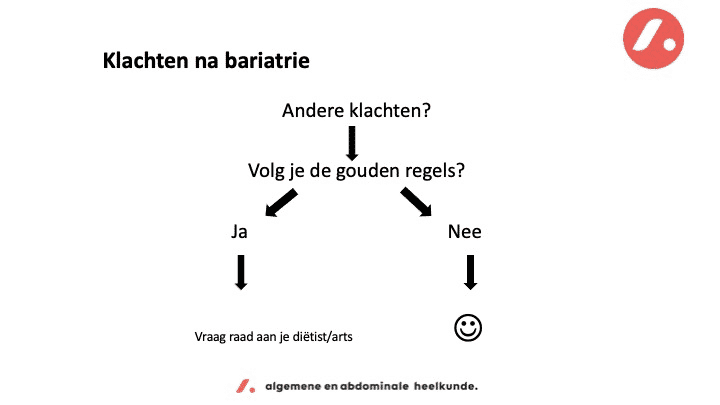 Klachten na bariatrie
Andere klachten?
Volg je de gouden regels?
Ja
Nee
Vraag raad aan je diëtist/arts
algemene en abdominale heelkunde.